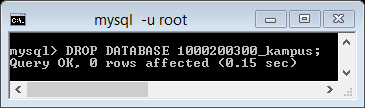 mysql -u root
mysql> DROP DATABASE 1000200300_kampus;
Query OK, 0 rows affected (0.15 sec)